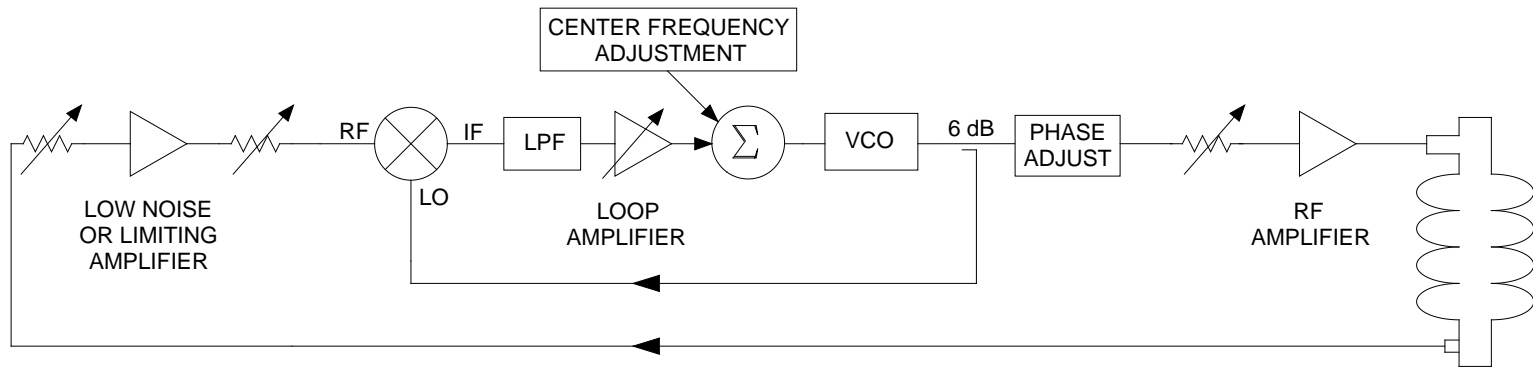 CENTER FREQUENCY
ADJUSTMENT
RF
IF
LPF
Σ
VCO
6 dB
PHASE
ADJUST
LO
LOW NOISE
OR LIMITING
AMPLIFIER
LOOP
AMPLIFIER
RF
AMPLIFIER